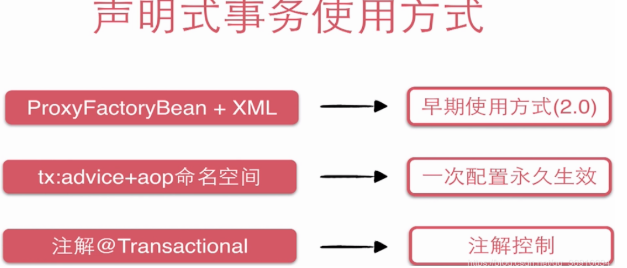 声明式事务使用方式
ProxyFactoryBean + XML
早期使用方式(2.0)
tx:advice+aop命名空间
一次配置永久生效
注解@Transactional
注解控制